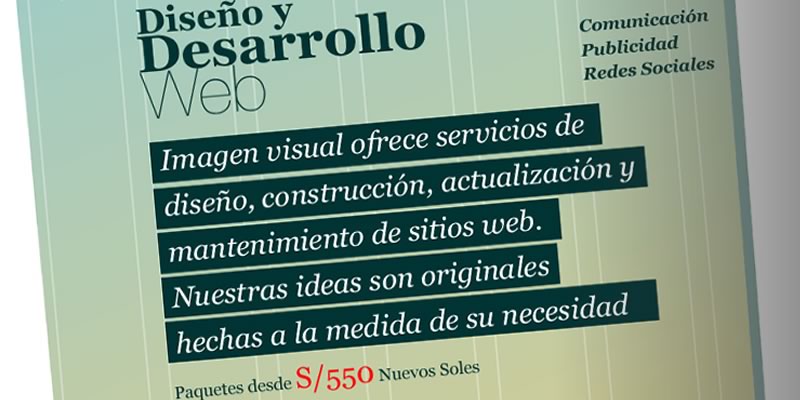 Diseño y
Desarrollo
Web
Comunicación
Publicidad
Redes Sociales
Imagen visual ofrece servicios de
diseño, construcción, actualización y
mantenimiento de sitios web.
Nuestras ideas son originales
hechas a la medida de su necesidad
Paquetes desde S/550 Nuevos Soles